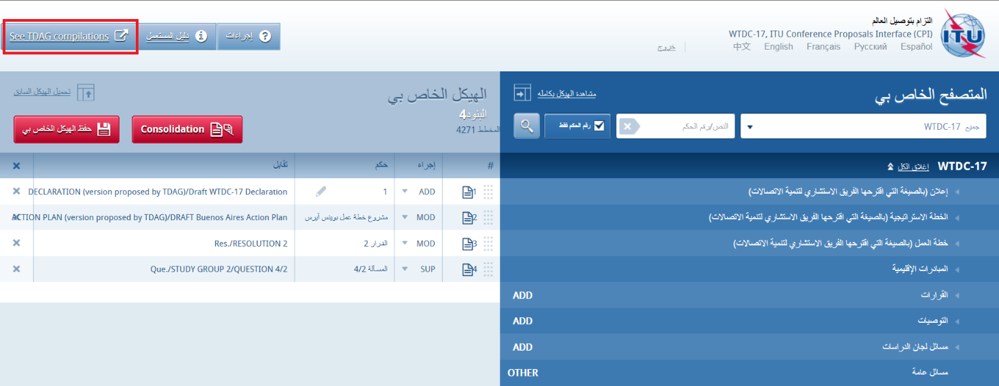 التزام بتوصيل العالم
WTDC-17, ITU Conference Proposals Interface (CPI)
Español Русский Français English 中文
ITU
خروج
إجراءات
دليل المستعمل
See TDAG compilations
المتصفح الخاص بي
مشاهدة الهيكل بكامله
جميع WTDC-17
النص/رقم الحكم
رقم الحكم فقط
WTDC-17 إغلاق الكل
إعلان (بالصيغة التي اقترحها الفريق الاستشاري لتنمية الاتصالات)
الخطة الاستراتيجية (بالصيغة التي اقترحها الفريق الاستشاري لتنمية الاتصالات)
خطة العمل (بالصيغة التي اقترحها الفريق الاستشاري لتنمية الاتصالات)
المبادرات الإقليمية
القرارات ADD
التوصيات ADD
مسائل لجان الدراسات ADD
مسائل عامة OTHER
الهيكل الخاص بي
البنود4
المخطط 4271
تحميل الهيكل السابق
Consolidation
حفظ الهيكل الخاص بي
# إجراء حكم تقابل
1 ADD 1 DECLARATION (version proposed by TDAG)/Draft WTDC-17 Declaration
2 MOD مشروع خطة عمل بوينس أيرس ACTION PLAN (version proposed by TDAG)/DRAFT Buenos Aires Action Plan
3 MOD القرار 2 Res./RESOLUTION 2
4 SUP المسألة 4/2 Que./STUDY GROUP 2/QUESTION 4/2